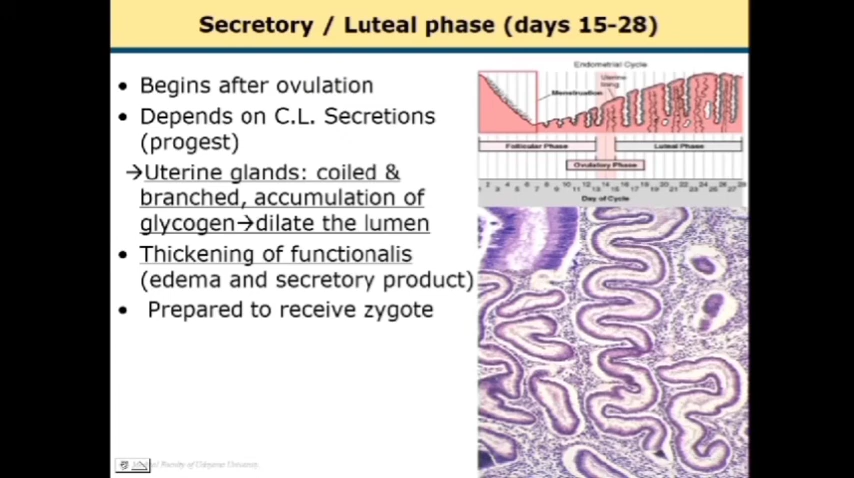 Secretory / Luteal phase (days 15-28)
• Begins after ovulation
• Depends on C.L. Secretions
(progest)
→Uterine glands: coiled &
branched, accumulation of
glycogen→dilate the lumen
• Thickening of functionalis
(edema and secretory product)
• Prepared to receive zygote
Endometrial Cycle
Uterine
lining
Menstruation
Follicular Phase
Luteal Phase
Ovulatory Phase
2 4 6 8 10 12 14 16 18 20 22 24 26 28
1 3 5 7 9 11 13 15 17 19 21 23 25 27
Day of Cycle
Faculty of University